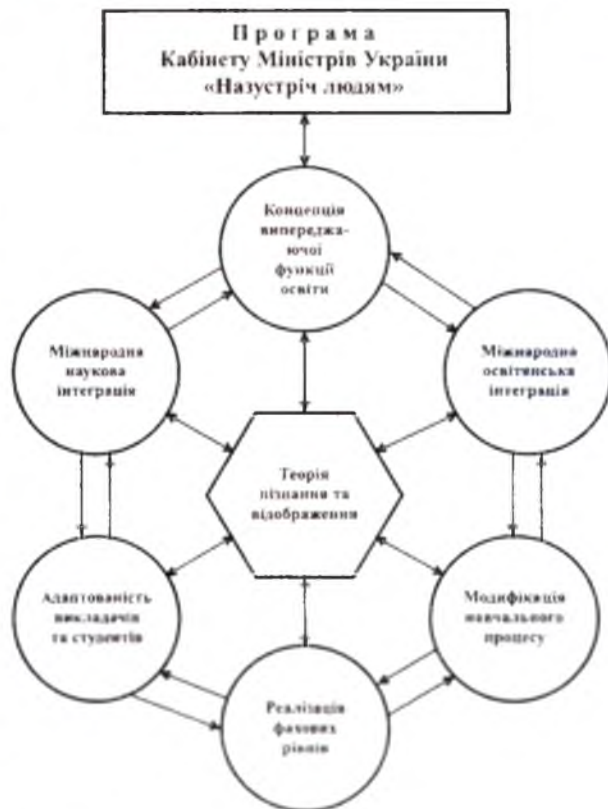 Програма
Кабінету Міністрів України
«Назустріч людям»
Концепція
випереджа-
ючої
функції
освіти
Міжнародна
наукова
інтеграція
Міжнародна
освітянська
інтеграція
Теорія
пізнання та
відображення
Адаптованість
викладачів
та студентів
Модифікація
навчального
процесу
Реалізація
фахових
рівнів